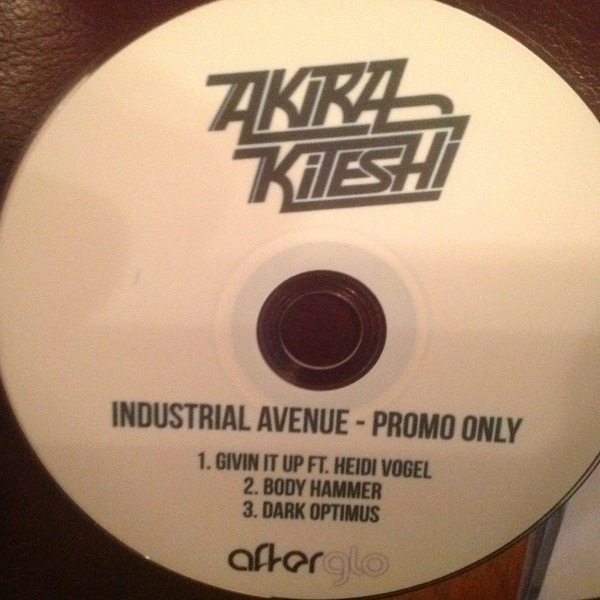 AKIRA
KITESHI
INDUSTRIAL AVENUE - PROMO ONLY
1. GIVIN IT UP FT. HEIDI VOGEL
2. BODY HAMMER
3. DARK OPTIMUS
afterglo